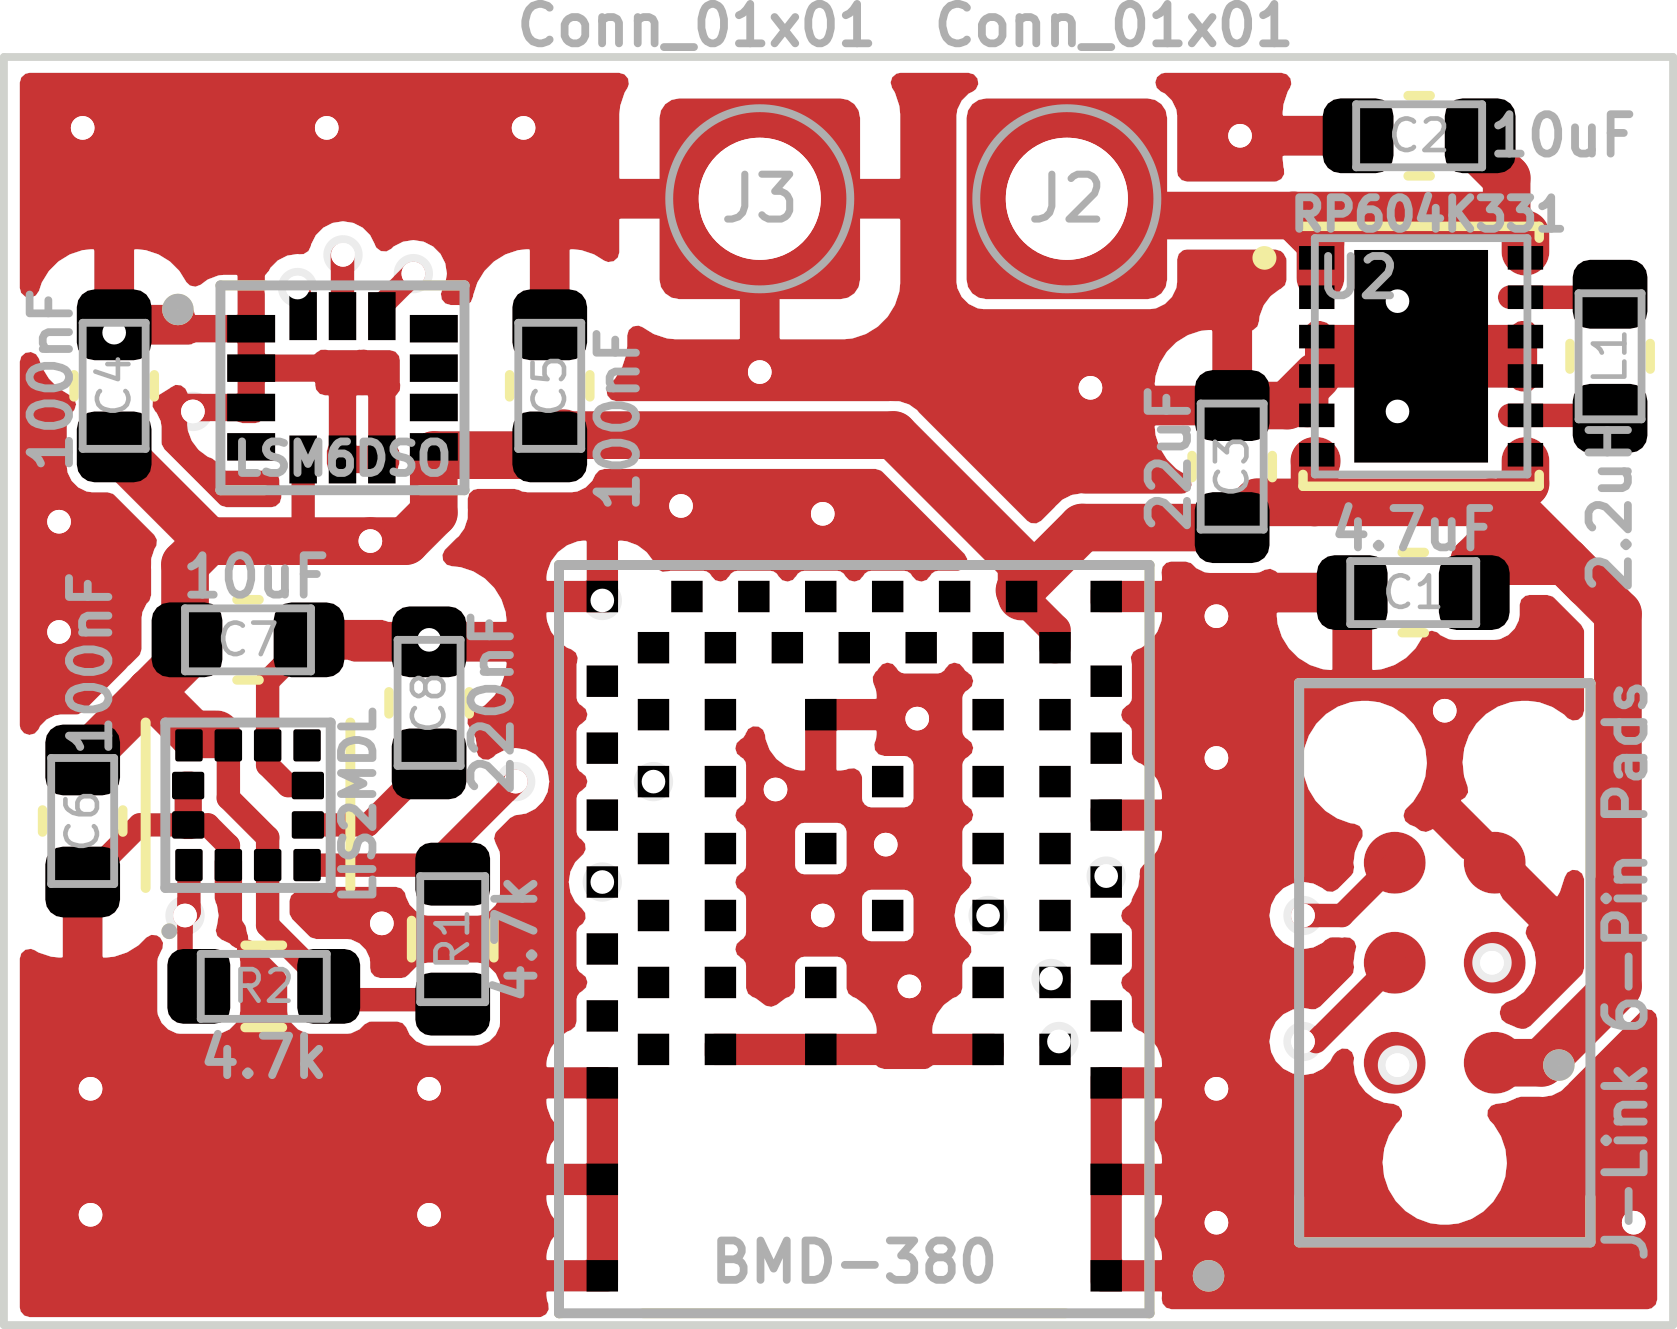 Conn_01x01
Conn_01x01
C2
10uF
J3
J2
RP604K331
U2
100nF
C4
C5
100nF
L1
2.2uH
22uF
C3
LSM6DSO
4.7uF
C1
10uF
C7
100nF
C8
220nF
C6
LIS2MDL
R1
4.7k
R2
4.7k
J-Link 6-Pin Pads
BMD-380